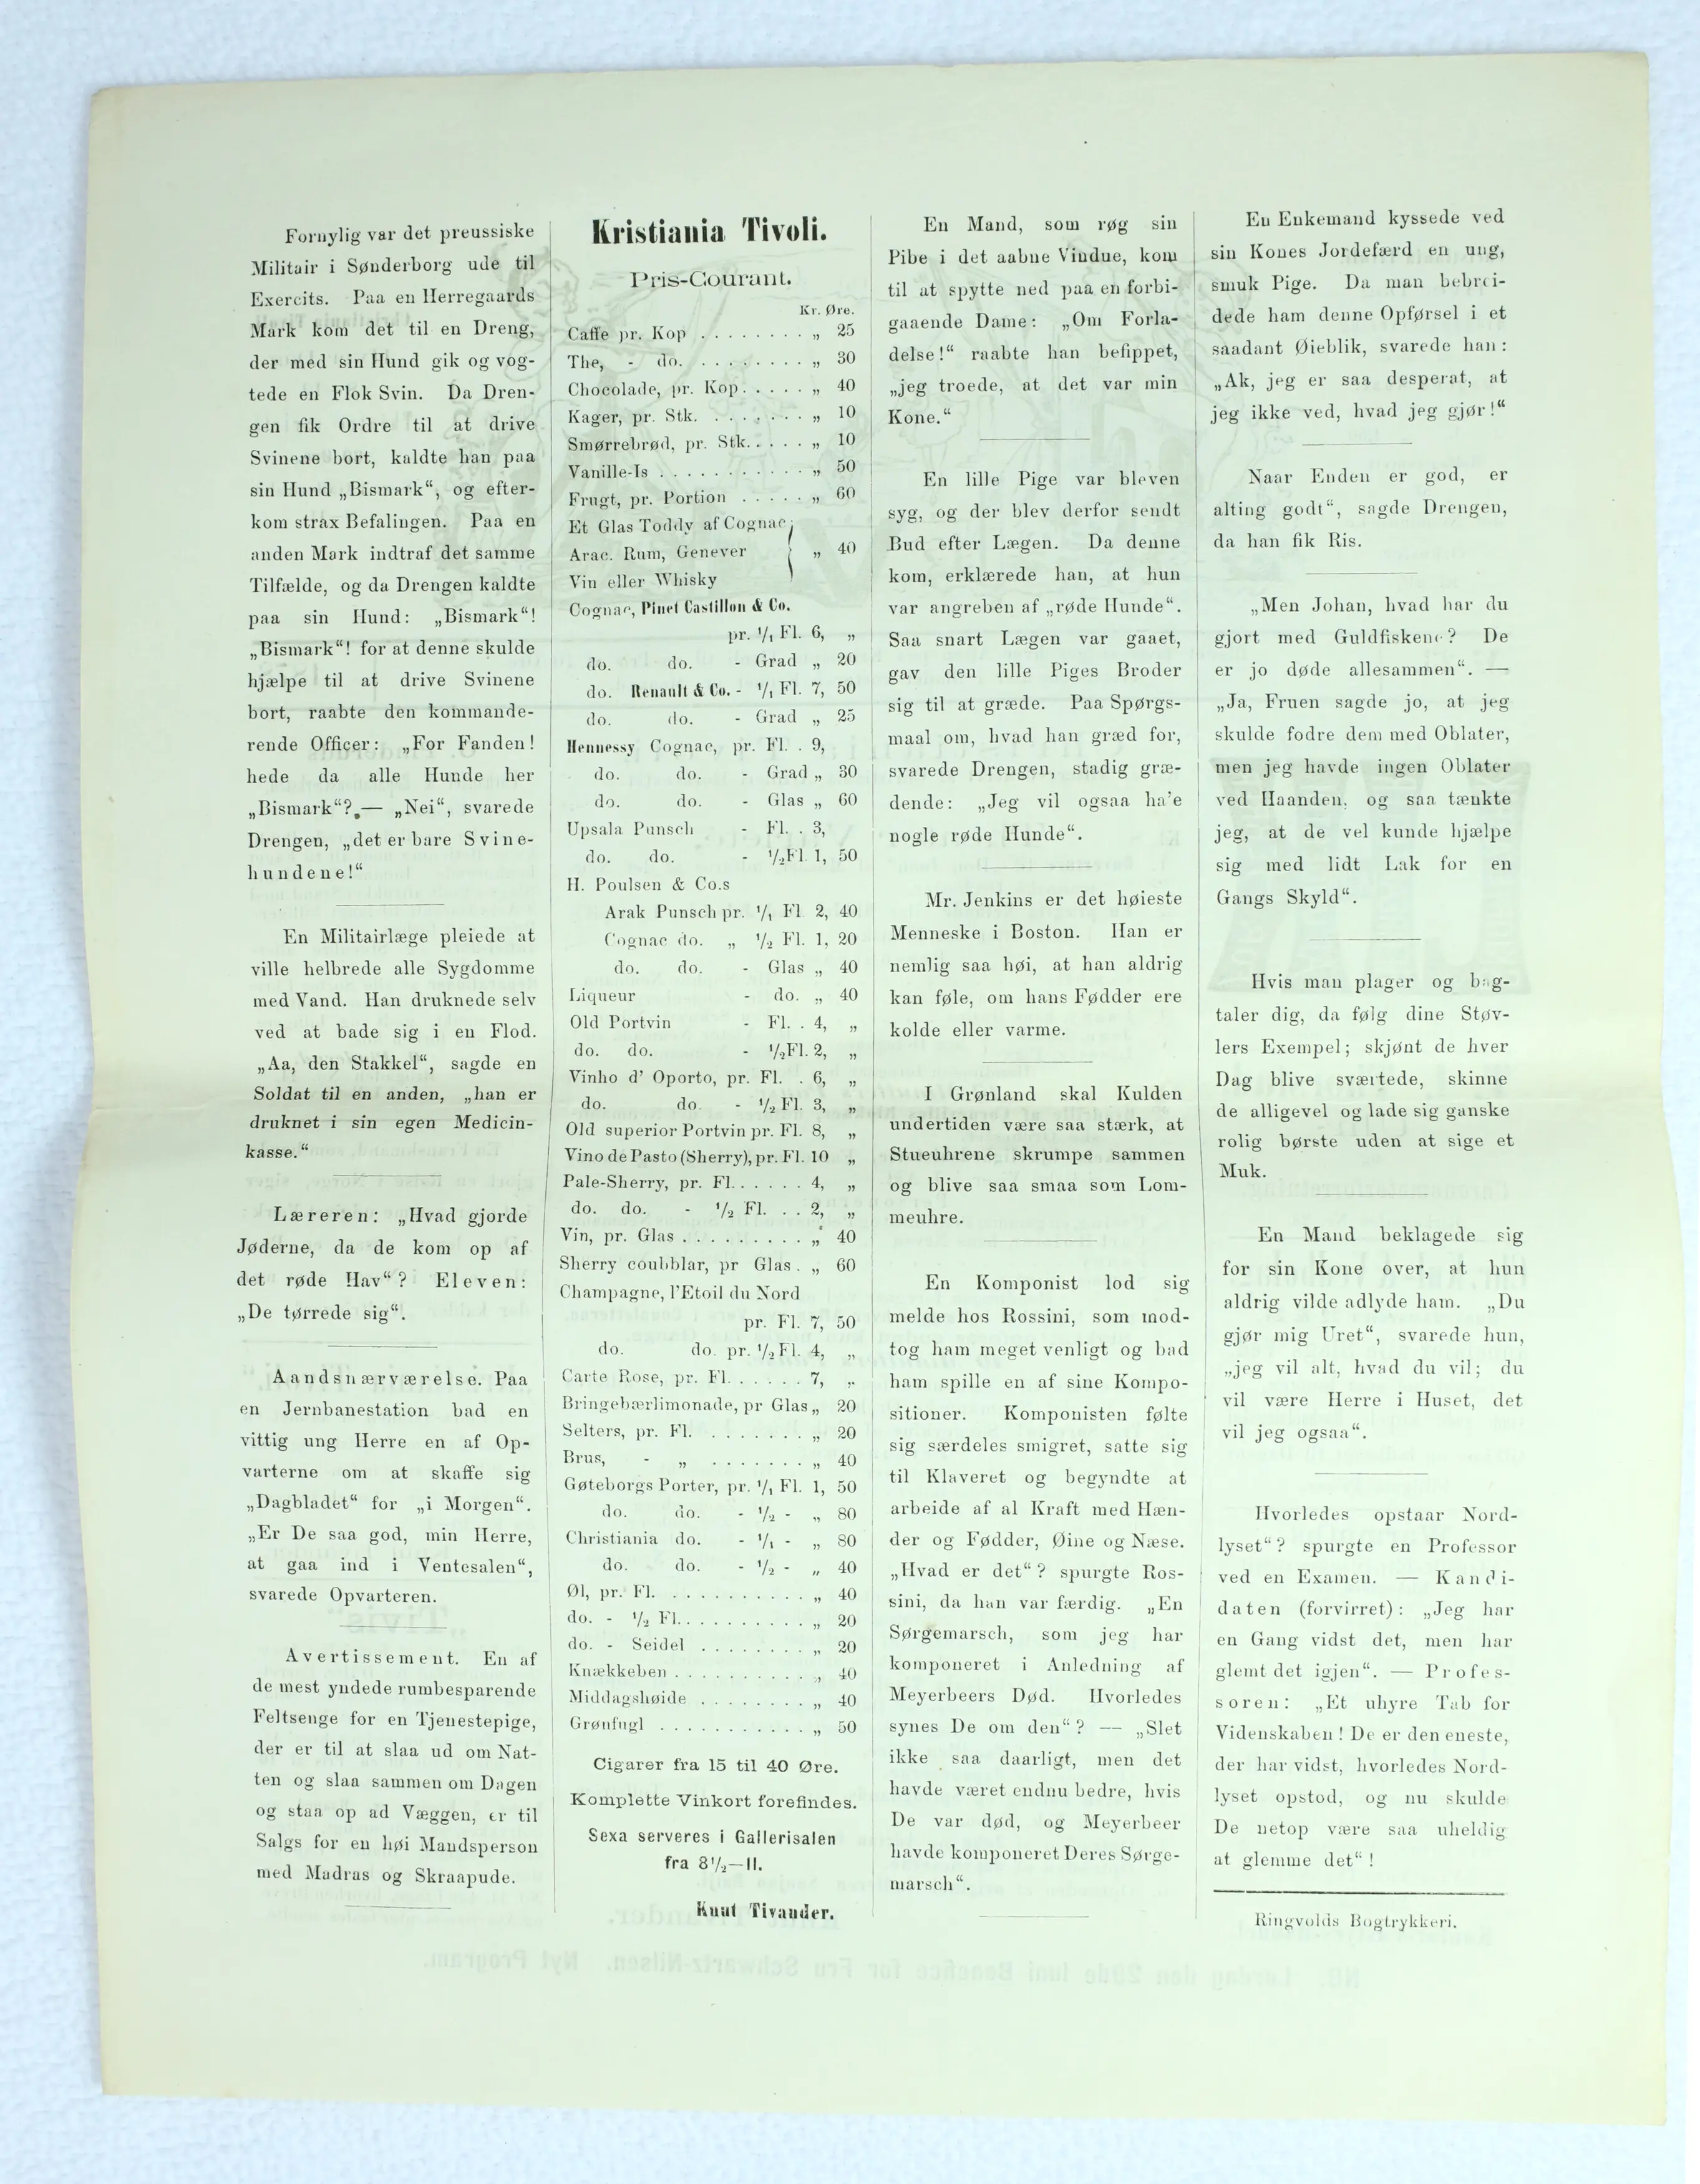 Fornylig var det preussiske
Militair i Sønderborg ude til
Exercits. Paa en Herregaards
Mark kom det til en Dreng,
der med sin Hund gik og vog-
tede en Flok Svin. Da Dren-
gen fik Ordre til at drive
Svinene bort, kaldte han paa
sin Hund „Bismark“, og efter-
kom strax Befalingen. Paa en
anden Mark indtraf det samme
Tilfælde, og da Drengen kaldte
paa sin Hund: „Bismark“!
„Bismark“! for at denne skulde
hjælpe til at drive Svinene
bort, raabte den kommande-
rende Officer: „For Fanden!
hede da alle Hunde her
„Bismark“? — „Nei“, svarede
Drengen, „det er bare Svine-
hundene!“
En Militairlæge pleiede at
ville helbrede alle Sygdomme
med Vand. Han druknede selv
ved at bade sig i en Flod.
„Aa, den Stakkel“, sagde en
Soldat til en anden, „han er
druknet i sin egen Medicin-
kasse.“
Læreren: „Hvad gjorde
Jøderne, da de kom op af
det røde Hav“? Eleven:
„De tørrede sig“.
Aandsnærværelse. Paa
en Jernbanestation bad en
vittig ung Herre en af Op-
varterne om at skaffe sig
„Dagbladet“ for „i Morgen“.
„Er De saa god, min Herre,
at gaa ind i Ventesalen“,
svarede Opvarteren.
Avertissement. En af
de mest yndede rumbesparende
Feltsenge for en Tjenestepige,
der er til at slaa ud om Nat-
ten og slaa sammen om Dagen
og staa op ad Væggen, er til
Salgs for en høi Mandsperson
med Madras og Skraapude.
Kristiania Tivoli.
Pris-Courant.
Kr. Øre.
Caffe pr. Kop . . . . . . . . „ 25
The, - do. . . . . . . . . „ 30
Chocolade, pr. Kop. . . . . „ 40
Kager, pr. Stk. . . . . . . . „ 10
Smørrebrød, pr. Stk. . . . . „ 10
Vanille-Is . . . . . . . . . . . „ 50
Frugt, pr. Portion . . . . . „ 60
Et Glas Toddy af Cognac,
Arac. Rum, Genever „ 40
Vin eller Whisky
Cognac, Pinet Castillon & Co.
pr. 1/1 Fl. 6, „
do. do. - Grad „ 20
do. Renault & Co. - 1/1 Fl. 7, 50
do. do. - Grad „ 25
Hennessy Cognac, pr. Fl. . 9,
do. do. - Grad „ 30
do. do. - Glas „ 60
Upsala Punsch - Fl. . 3,
do. do. - 1/2 Fl. 1, 50
H. Poulsen & Co.s
Arak Punsch pr. 1/1 Fl 2, 40
Cognac do. „ 1/2 Fl. 1, 20
do. do. - Glas „ 40
Liqueur - do. „ 40
Old Portvin - Fl. . 4, „
do. do. - 1/2 Fl. 2, „
Vinho d' Oporto, pr. Fl. . 6, „
do. do. - 1/2 Fl. 3, „
Old superior Portvin pr. Fl. 8, „
Vino de Pasto (Sherry), pr. Fl. 10 „
Pale-Sherry, pr. Fl. . . . . . 4, „
do. do. - 1/2 Fl. . . 2, „
Vin, pr. Glas . . . . . . . . . „ 40
Sherry coubblar, pr Glas . „ 60
Champagne, l'Etoil du Nord
pr. Fl. 7, 50
do. do. pr. 1/2 Fl. 4, „
Carte Rose, pr. Fl. . . . . . 7, „
Bringebærlimonade, pr Glas „ 20
Selters, pr. Fl. . . . . . . . „ 20
Brus, - „ . . . . . . . „ 40
Gøteborgs Porter, pr. 1/1 Fl. 1, 50
do. do. - 1/2 - „ 80
Christiania do. - 1/1 - „ 80
do. do. - 1/2 - „ 40
Øl, pr. Fl. . . . . . . . . . . „ 40
do. - 1/2 Fl. . . . . . . . . . „ 20
do. - Seidel . . . . . . . . „ 20
Knækkeben . . . . . . . . . . „ 40
Middagshøide . . . . . . . . „ 40
Grønfugl . . . . . . . . . . . „ 50
Cigarer fra 15 til 40 Øre.
Komplette Vinkort forefindes.
Sexa serveres i Gallerisalen
fra 8 1/2—11.
Knut Tivander.
En Mand, som røg sin
Pibe i det aabne Vindue, kom
til at spytte ned paa en forbi-
gaaende Dame: „Om Forla-
delse!“ raabte han befippet,
„jeg troede, at det var min
Kone.“
En lille Pige var bleven
syg, og der blev derfor sendt
Bud efter Lægen. Da denne
kom, erklærede han, at hun
var angreben af „røde Hunde“.
Saa snart Lægen var gaaet,
gav den lille Piges Broder
sig til at græde. Paa Spørgs-
maal om, hvad han græd for,
svarede Drengen, stadig græ-
dende: „Jeg vil ogsaa ha'e
nogle røde Hunde“.
Mr. Jenkins er det høieste
Menneske i Boston. Han er
nemlig saa høi, at han aldrig
kan føle, om hans Fødder ere
kolde eller varme.
I Grønland skal Kulden
undertiden være saa stærk, at
Stueuhrene skrumpe sammen
og blive saa smaa som Lom-
meuhre.
En Komponist lod sig
melde hos Rossini, som mod-
tog ham meget venligt og bad
ham spille en af sine Kompo-
sitioner. Komponisten følte
sig særdeles smigret, satte sig
til Klaveret og begyndte at
arbeide af al Kraft med Hæn-
der og Fødder, Øine og Næse.
„Hvad er det“? spurgte Ros-
sini, da han var færdig. „En
Sørgemarsch, som jeg har
komponeret i Anledning af
Meyerbeers Død. Hvorledes
synes De om den“? — „Slet
ikke saa daarligt, men det
havde været endnu bedre, hvis
De var død, og Meyerbeer
havde komponeret Deres Sørge-
marsch“.
En Enkemand kyssede ved
sin Kones Jordefærd en ung,
smuk Pige. Da man bebrei-
dede ham denne Opførsel i et
saadant Øieblik, svarede han:
„Ak, jeg er saa desperat, at
jeg ikke ved, hvad jeg gjør!“
Naar Enden er god, er
alting godt“, sagde Drengen,
da han fik Ris.
„Men Johan, hvad har du
gjort med Guldfiskene? De
er jo døde allesammen“. —
„Ja, Fruen sagde jo, at jeg
skulde fodre dem med Oblater,
men jeg havde ingen Oblater
ved Haanden, og saa tænkte
jeg, at de vel kunde hjælpe
sig med lidt Lak for en
Gangs Skyld“.
Hvis man plager og bag-
taler dig, da følg dine Støv-
lers Exempel; skjønt de hver
Dag blive sværtede, skinne
de alligevel og lade sig ganske
rolig børste uden at sige et
Muk.
En Mand beklagede sig
for sin Kone over, at hun
aldrig vilde adlyde ham. „Du
gjør mig Uret“, svarede hun,
„jeg vil alt, hvad du vil; du
vil være Herre i Huset, det
vil jeg ogsaa“.
Hvorledes opstaar Nord-
lyset“? spurgte en Professor
ved en Examen. — Kandi-
daten (forvirret): „Jeg har
en Gang vidst det, men har
glemt det igjen“. — Profes-
soren: „Et uhyre Tab for
Videnskaben! De er den eneste,
der har vidst, hvorledes Nord-
lyset opstod, og nu skulde
De netop være saa uheldig
at glemme det“!
Ringvolds Bogtrykkeri.